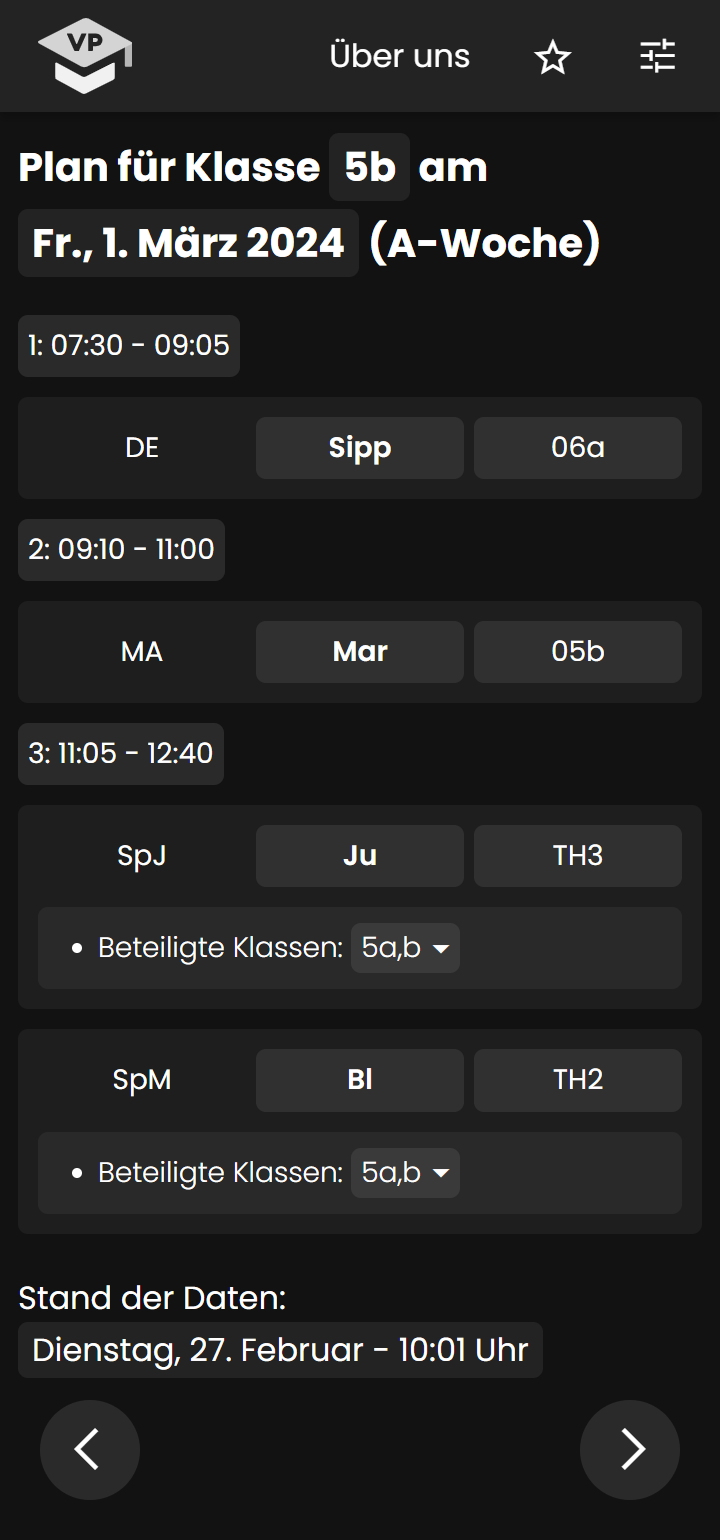 VP
Über uns
Plan für Klasse 5b am
Fr., 1. März 2024 (A-Woche)
1: 07:30 - 09:05
DE Sipp 06a
2: 09:10 - 11:00
MA Mar 05b
3: 11:05 - 12:40
SpJ Ju TH3
• Beteiligte Klassen: 5a,b
SpM Bl TH2
• Beteiligte Klassen: 5a,b
Stand der Daten:
Dienstag, 27. Februar - 10:01 Uhr